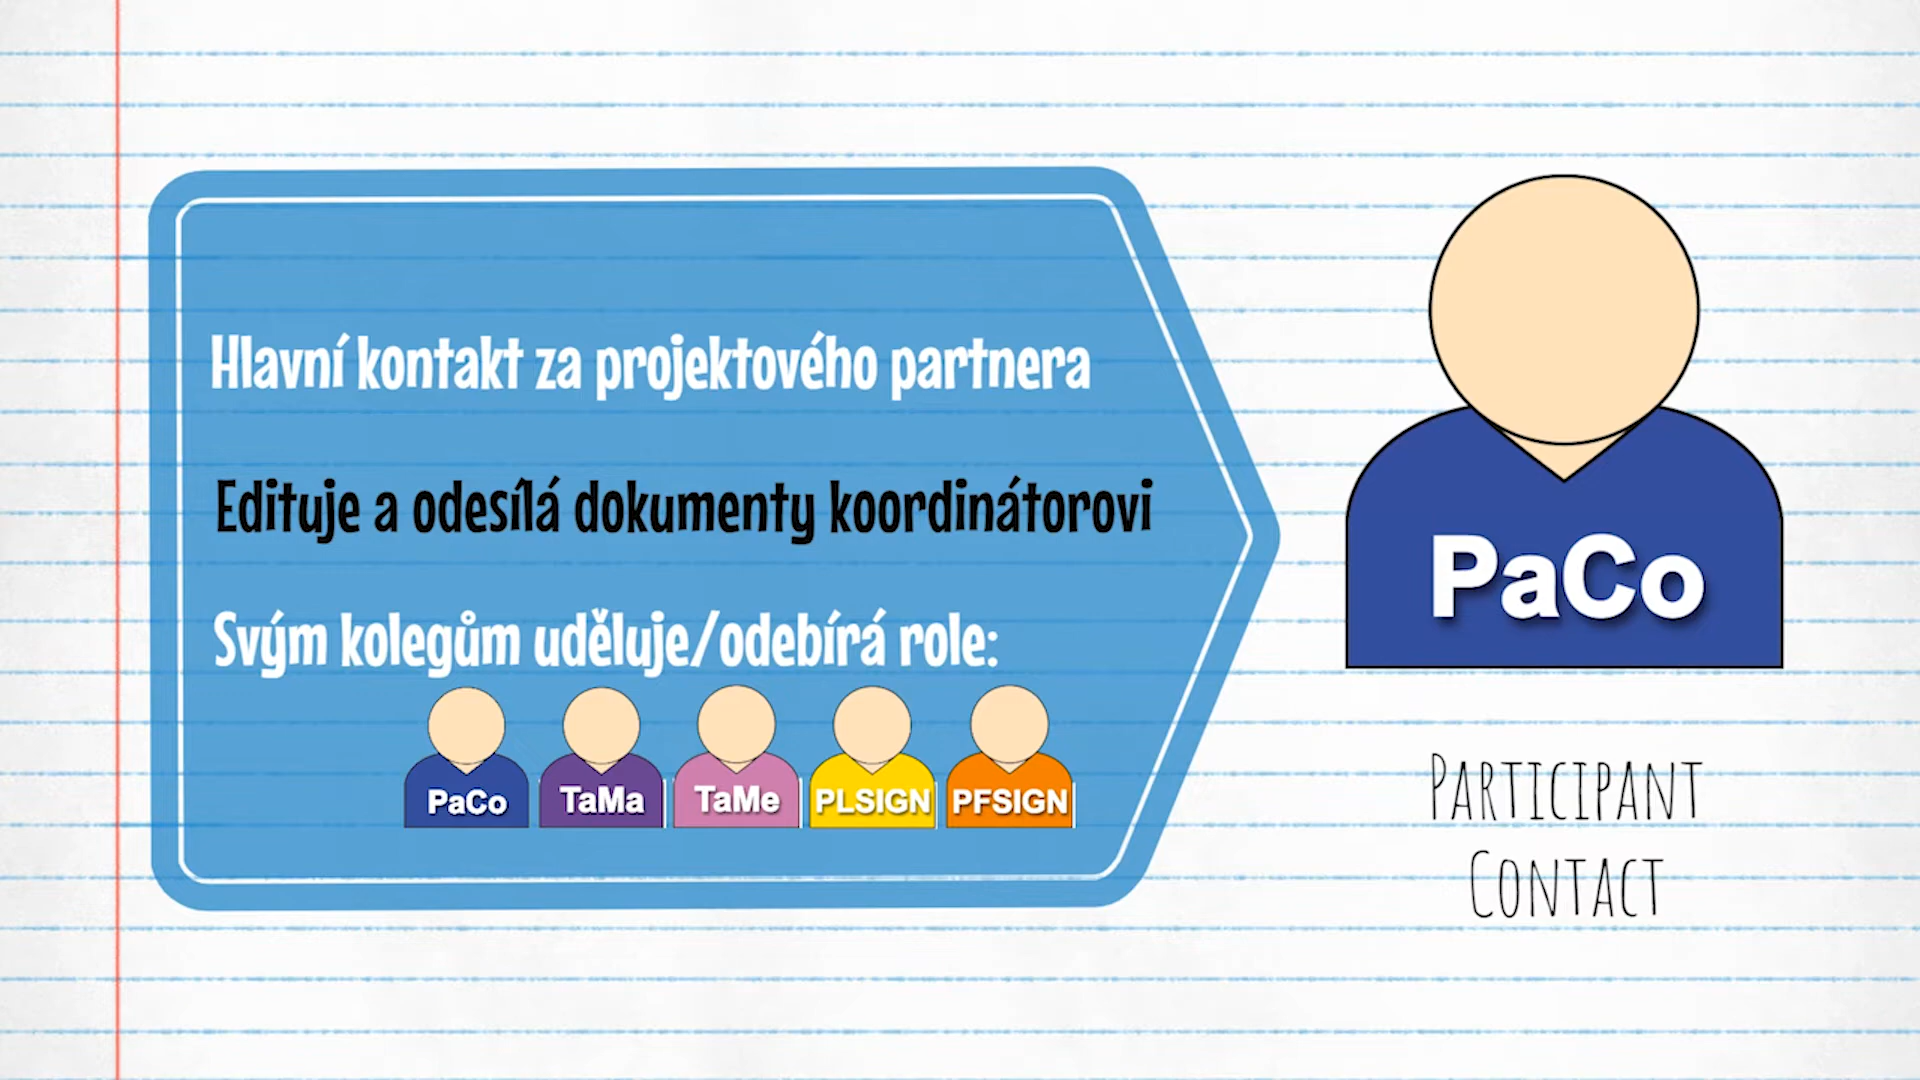 Hlavní kontakt za projektového partnera
Edituje a odesílá dokumenty koordinátorovi
Svým kolegům uděluje/odebírá role:
PaCo TaMa TaMe PLSIGN PFSIGN
PaCo
PARTICIPANT
CONTACT